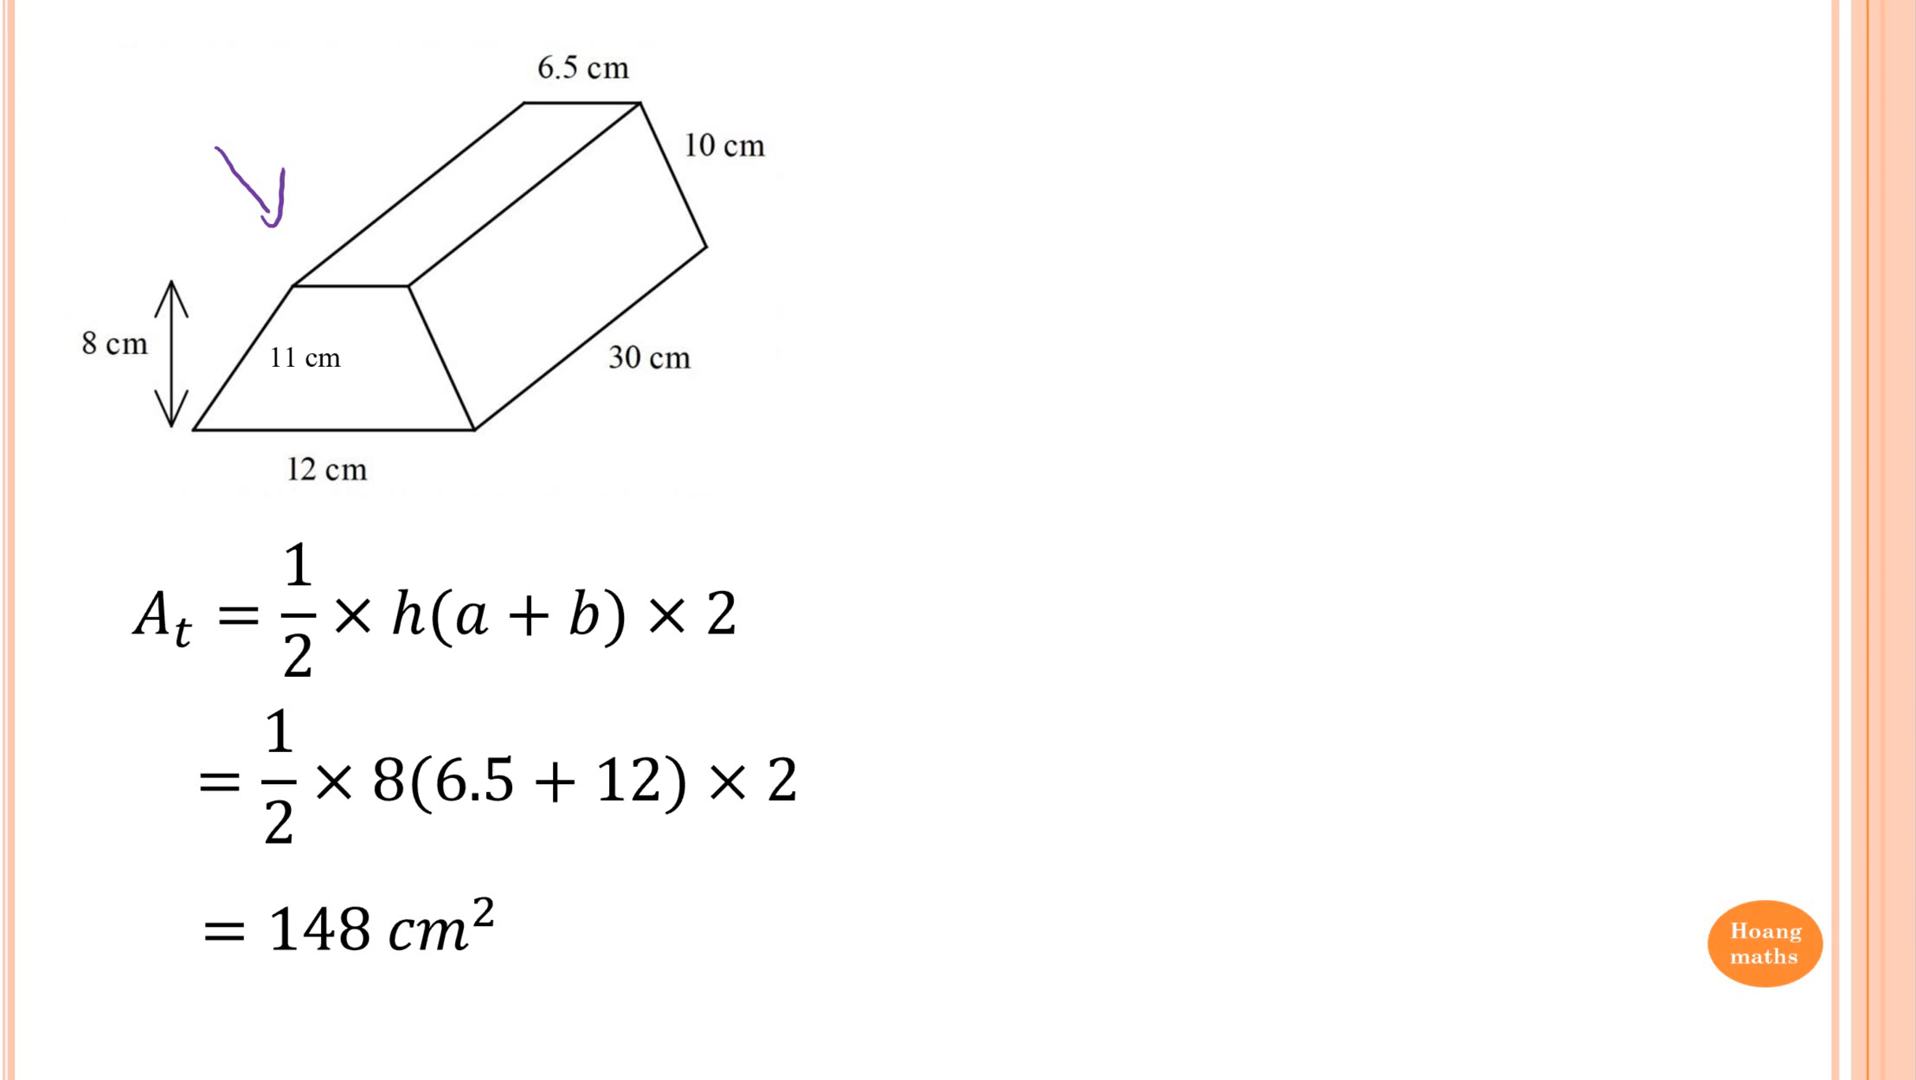 6.5 cm
10 cm
8 cm
11 cm
30 cm
12 cm
𝐴ₜ = 1/2 × ℎ(𝑎 + 𝑏) × 2
= 1/2 × 8(6.5 + 12) × 2
= 148 𝑐𝑚²
Hoang
maths